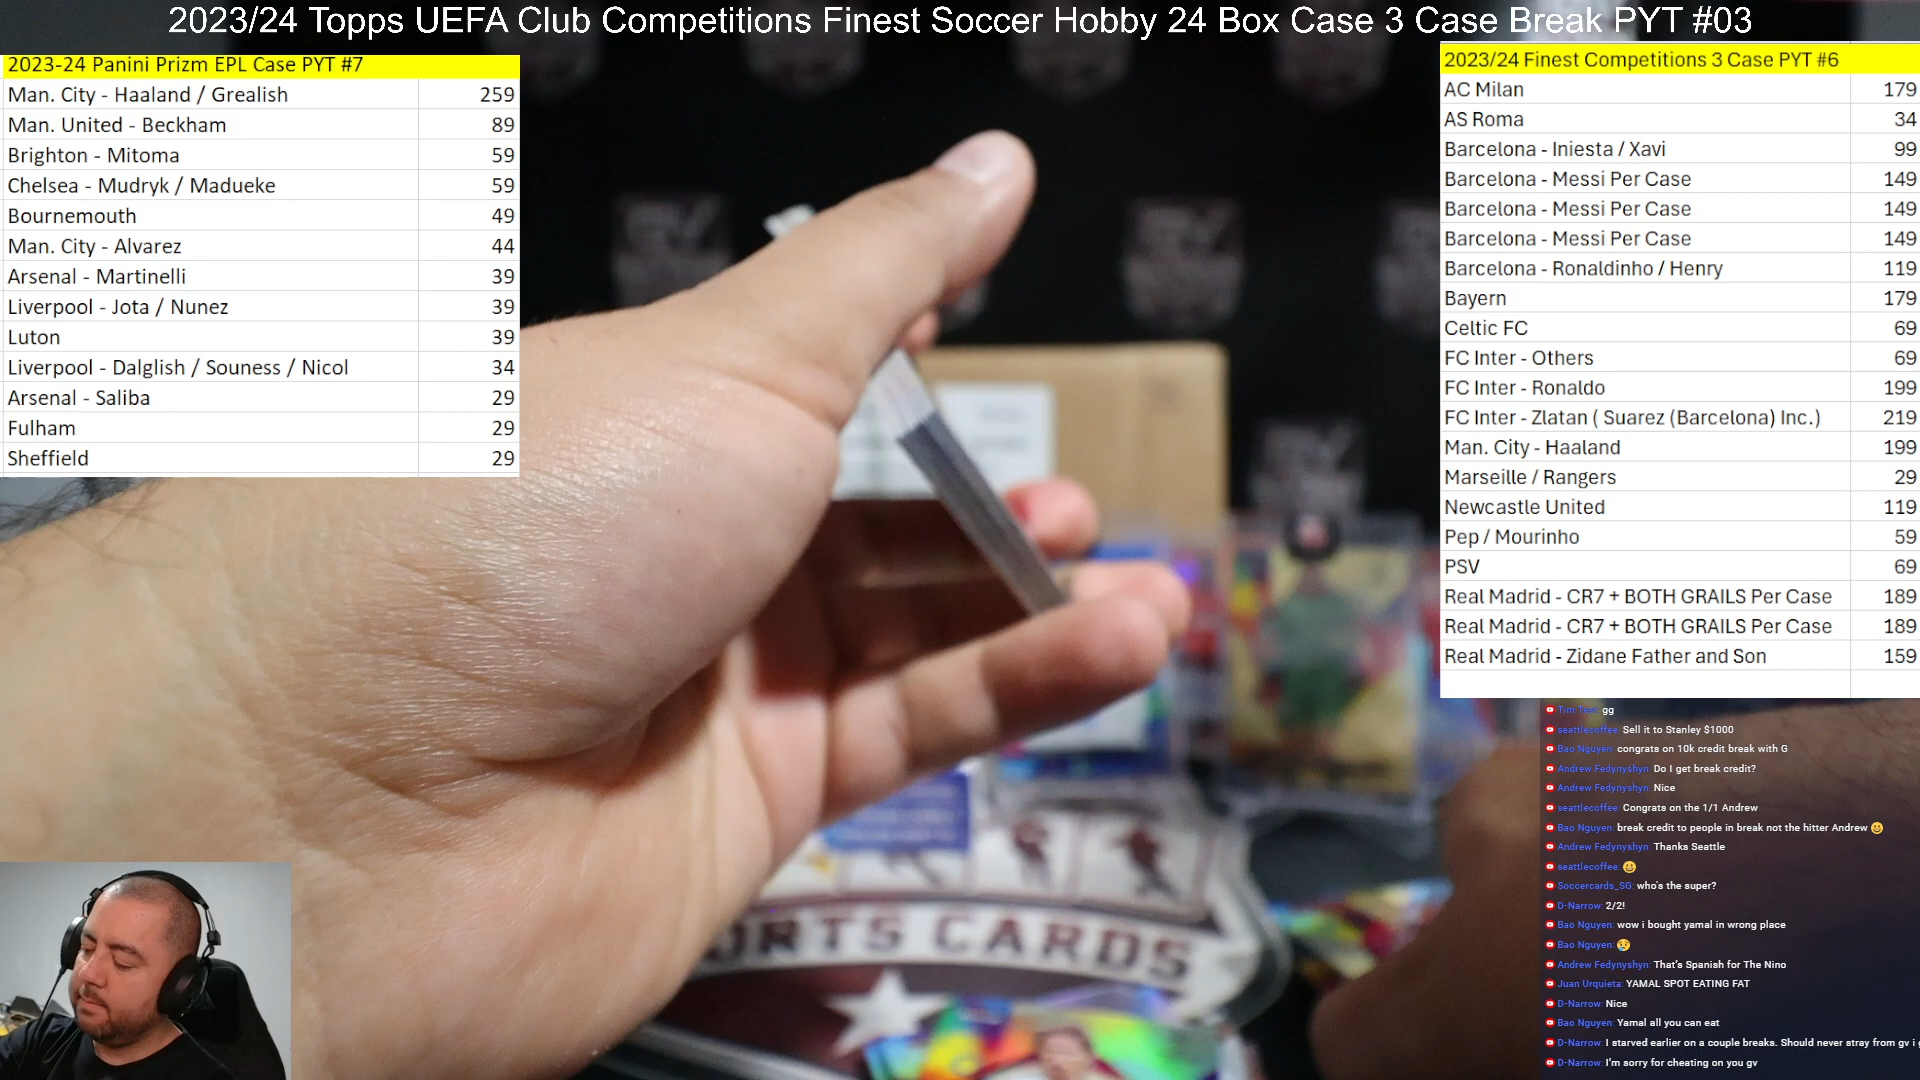 2023/24 Topps UEFA Club Competitions Finest Soccer Hobby 24 Box Case 3 Case Break PYT #03
2023-24 Panini Prizm EPL Case PYT #7
Man. City - Haaland / Grealish 259
Man. United - Beckham 89
Brighton - Mitoma 59
Chelsea - Mudryk / Madueke 59
Bournemouth 49
Man. City - Alvarez 44
Arsenal - Martinelli 39
Liverpool - Jota / Nunez 39
Luton 39
Liverpool - Dalglish / Souness / Nicol 34
Arsenal - Saliba 29
Fulham 29
Sheffield 29
2023/24 Finest Competitions 3 Case PYT #6
AC Milan 179
AS Roma 34
Barcelona - Iniesta / Xavi 99
Barcelona - Messi Per Case 149
Barcelona - Messi Per Case 149
Barcelona - Messi Per Case 149
Barcelona - Ronaldinho / Henry 119
Bayern 179
Celtic FC 69
FC Inter - Others 69
FC Inter - Ronaldo 199
FC Inter - Zlatan ( Suarez (Barcelona) Inc.) 219
Man. City - Haaland 199
Marseille / Rangers 29
Newcastle United 119
Pep / Mourinho 59
PSV 69
Real Madrid - CR7 + BOTH GRAILS Per Case 189
Real Madrid - CR7 + BOTH GRAILS Per Case 189
Real Madrid - Zidane Father and Son 159
Tim gg
seattlecoffee: Sell it to Stanley $1000
Bao Nguyen: congrats on 10k credit break with G
Andrew Fedynyshyn: Do I get break credit?
Andrew Fedynyshyn: Nice
seattlecoffee: Congrats on the 1/1 Andrew
Bao Nguyen: break credit to people in break not the hitter Andrew 😀
Andrew Fedynyshyn: Thanks Seattle
seattlecoffee: 😀
Soccercards_SG: who's the super?
D-Narrow: 2/2!
Bao Nguyen: wow i bought yamal in wrong place
Bao Nguyen: 😢
Andrew Fedynyshyn: That's Spanish for The Nino
Juan Urquieta: YAMAL SPOT EATING FAT
D-Narrow: Nice
Bao Nguyen: Yamal all you can eat
D-Narrow: I starved earlier on a couple breaks. Should never stray from gv i
D-Narrow: I'm sorry for cheating on you gv
ORTS CARDS